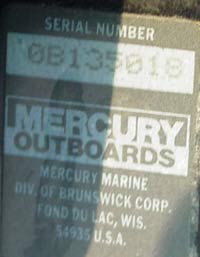 SERIAL NUMBER
0B135018
MERCURY
OUTBOARDS
MERCURY MARINE
DIV. OF BRUNSWICK CORP.
FOND DU LAC, WIS.
54935 U.S.A.